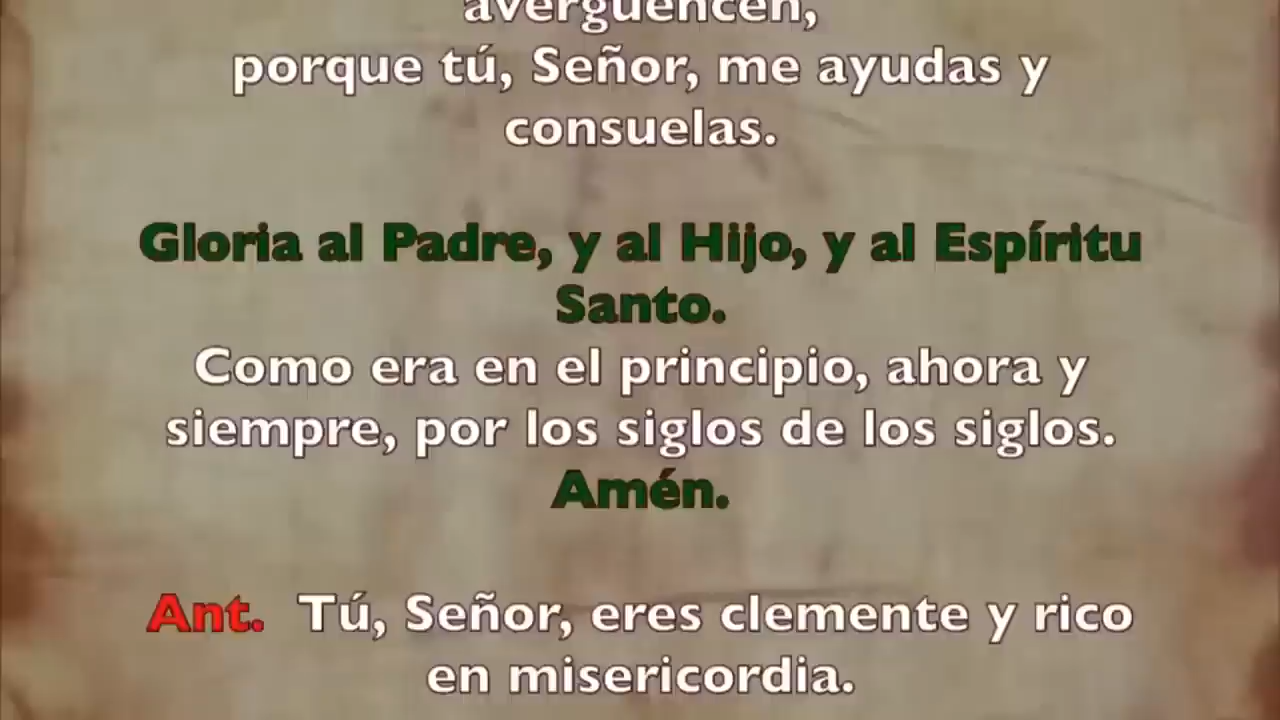 avergüencen,
porque tú, Señor, me ayudas y
consuelas.
Gloria al Padre, y al Hijo, y al Espíritu
Santo.
Como era en el principio, ahora y
siempre, por los siglos de los siglos.
Amén.
Ant. Tú, Señor, eres clemente y rico
en misericordia.